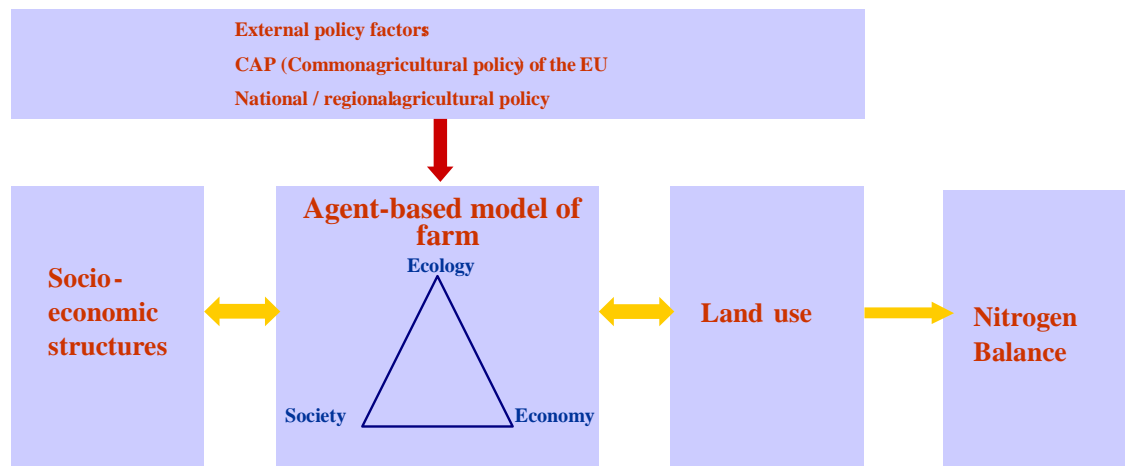 External policy factors
CAP (Commonagricultural policy) of the EU
National / regionalagricultural policy
Agent-based model of
farm
Ecology
Society
Economy
Socio-
economic
structures
Land use
Nitrogen
Balance